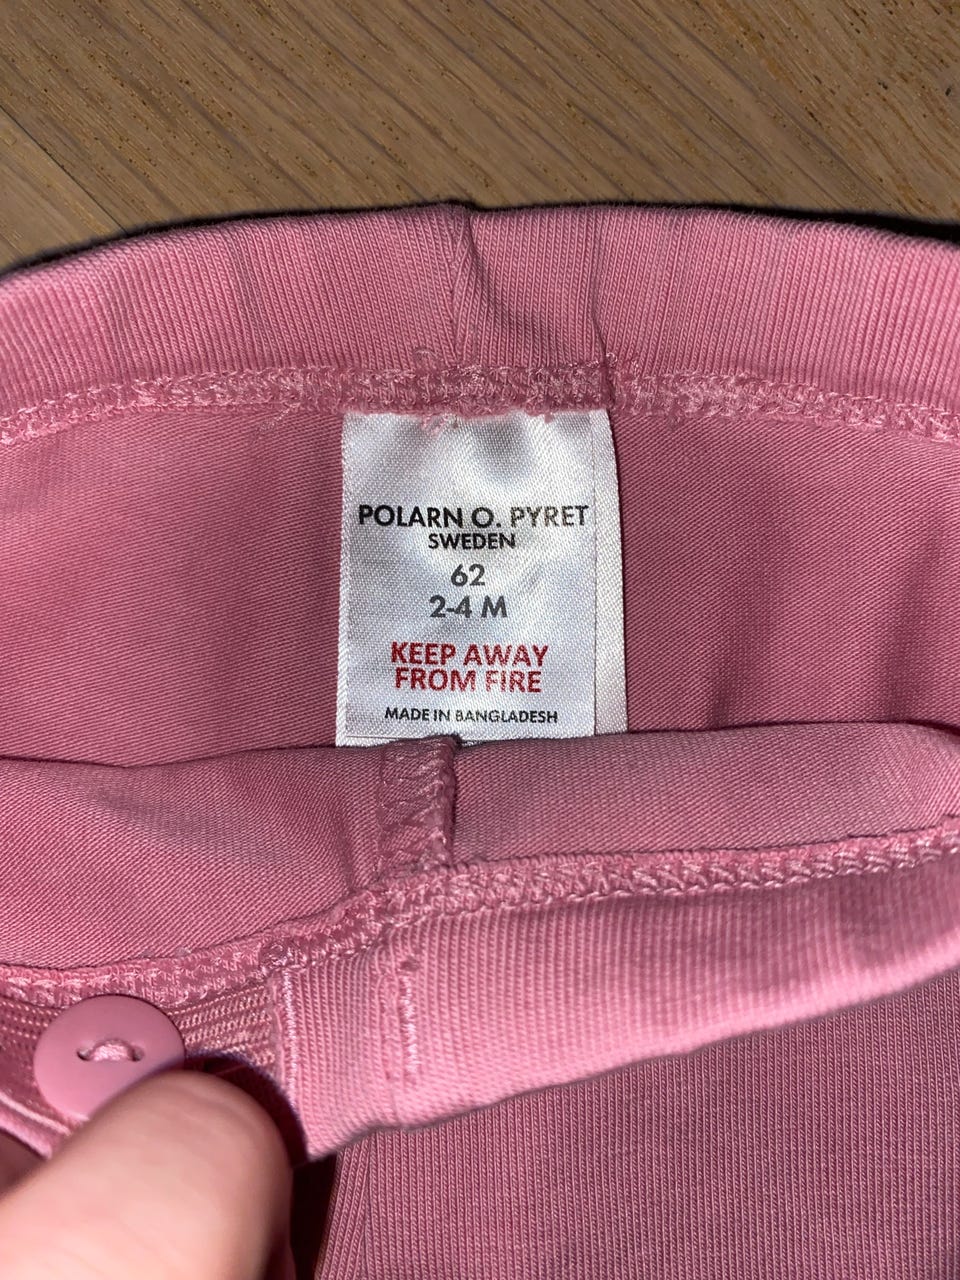 POLARN O. PYRET
SWEDEN
62
2-4 M
KEEP AWAY
FROM FIRE
MADE IN BANGLADESH